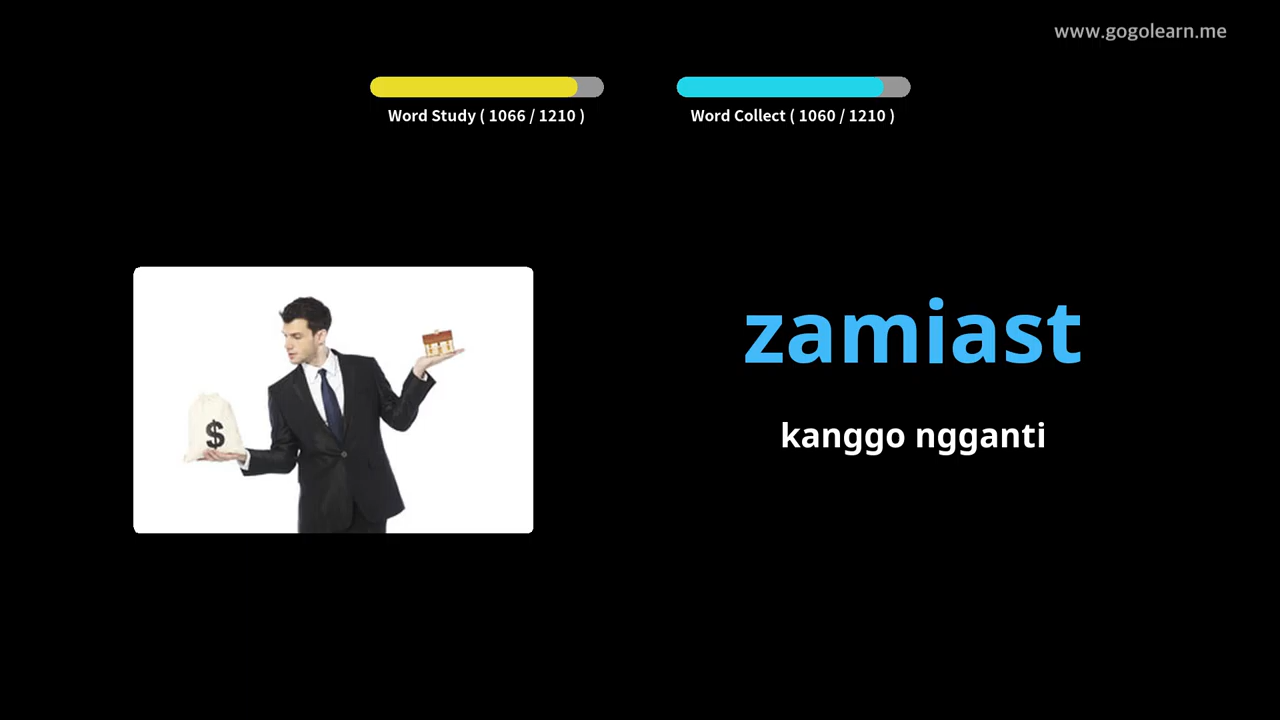 www.gogolearn.me
Word Study ( 1066 / 1210 )
Word Collect ( 1060 / 1210 )
$
zamiast
kanggo ngganti